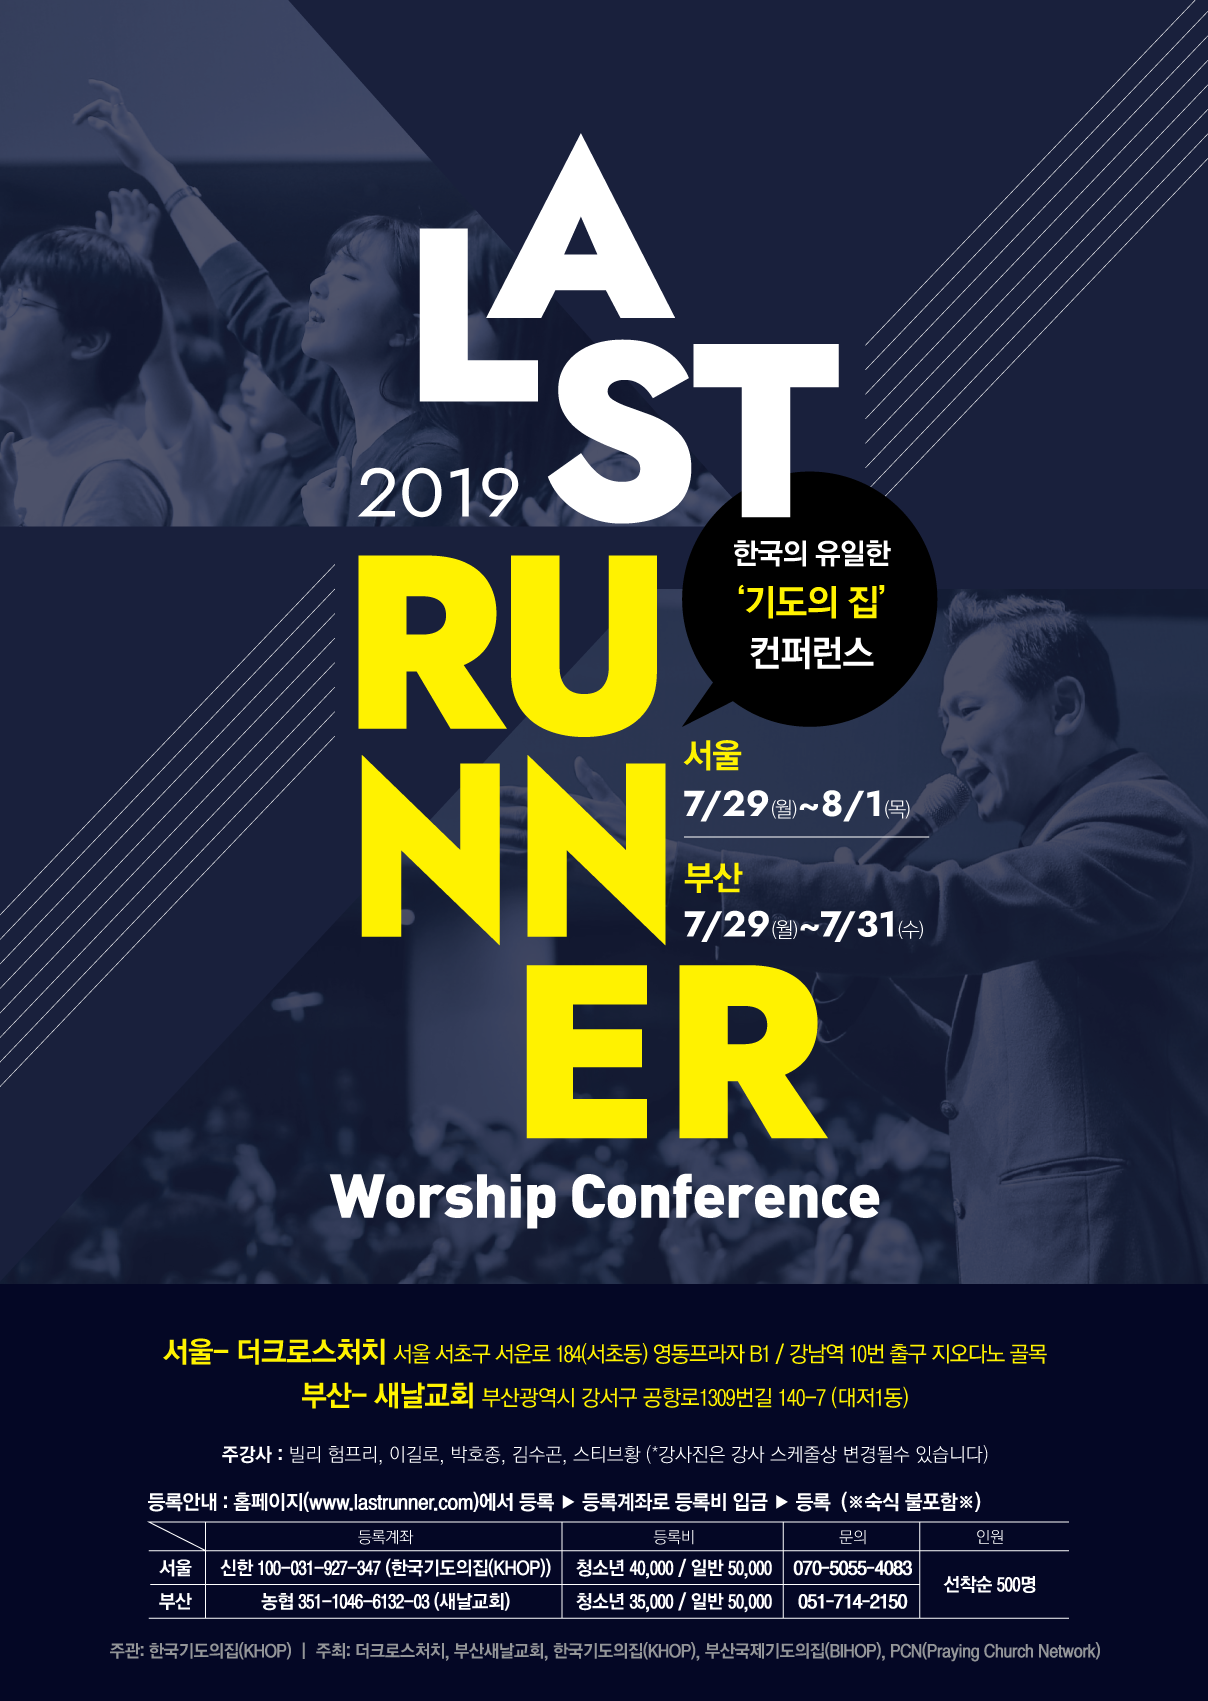 LAST
2019
RUNNER
한국의 유일한
‘기도의 집’
컨퍼런스
서울
7/29(월)~8/1(목)
부산
7/29(월)~7/31(수)
Worship Conference
서울- 더크로스처치 서울 서초구 서운로 184(서초동) 영동프라자 B1 / 강남역 10번 출구 지오다노 골목
부산- 새날교회 부산광역시 강서구 공항로1309번길 140-7 (대저1동)
주강사 : 빌리 험프리, 이길로, 박호종, 김수곤, 스티브황 (*강사진은 강사 스케줄상 변경될수 있습니다)
등록안내 : 홈페이지(www.lastrunner.com)에서 등록 ▶ 등록계좌로 등록비 입금 ▶ 등록 (※숙식 불포함※)
등록계좌 등록비 문의 인원
서울 신한 100-031-927-347 (한국기도의집(KHOP)) 청소년 40,000 / 일반 50,000 070-5055-4083 선착순 500명
부산 농협 351-1046-6132-03 (새날교회) 청소년 35,000 / 일반 50,000 051-714-2150
주관: 한국기도의집(KHOP) | 주최: 더크로스처치, 부산새날교회, 한국기도의집(KHOP), 부산국제기도의집(BIHOP), PCN(Praying Church Network)